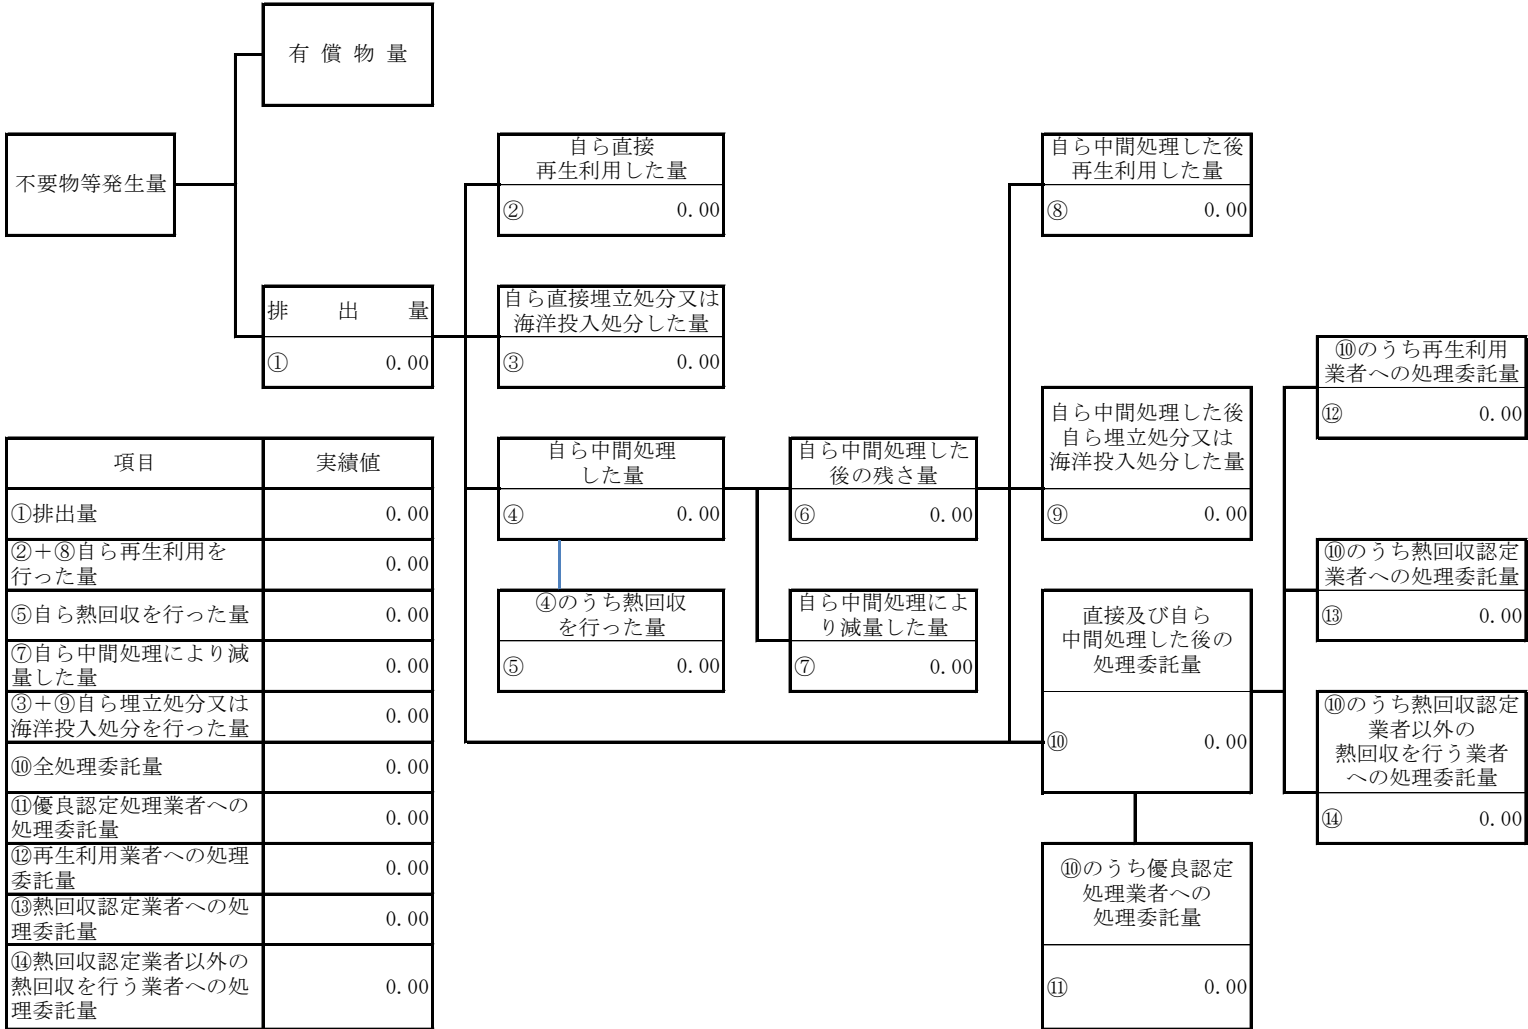 有償物量
不要物等発生量
自ら直接
再生利用した量
② 0.00
自ら中間処理した後
再生利用した量
⑧ 0.00
排出量
① 0.00
自ら直接埋立処分又は
海洋投入処分した量
③ 0.00
⑩のうち再生利用
業者への処理委託量
⑫ 0.00
自ら中間処理
した量
④ 0.00
自ら中間処理した
後の残さ量
⑥ 0.00
自ら中間処理した後
自ら埋立処分又は
海洋投入処分した量
⑨ 0.00
④のうち熱回収
を行った量
⑤ 0.00
自ら中間処理によ
り減量した量
⑦ 0.00
直接及び自ら
中間処理した後の
処理委託量
⑩ 0.00
⑩のうち熱回収認定
業者への処理委託量
⑬ 0.00
⑩のうち熱回収認定
業者以外の
熱回収を行う業者
への処理委託量
⑭ 0.00
⑩のうち優良認定
処理業者への
処理委託量
⑪ 0.00
項目 実績値
①排出量 0.00
②+⑧自ら再生利用を
行った量 0.00
⑤自ら熱回収を行った量 0.00
⑦自ら中間処理により減
量した量 0.00
③+⑨自ら埋立処分又は
海洋投入処分を行った量 0.00
⑩全処理委託量 0.00
⑪優良認定処理業者への
処理委託量 0.00
⑫再生利用業者への処理
委託量 0.00
⑬熱回収認定業者への処
理委託量 0.00
⑭熱回収認定業者以外の
熱回収を行う業者への処 0.00
理委託量